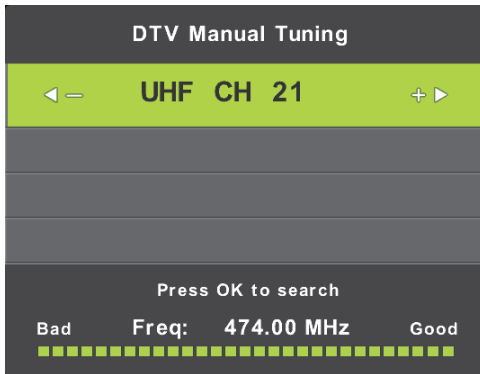 DTV Manual Tuning
UHF CH 21
Press OK to search
Bad Freq: 474.00 MHz Good